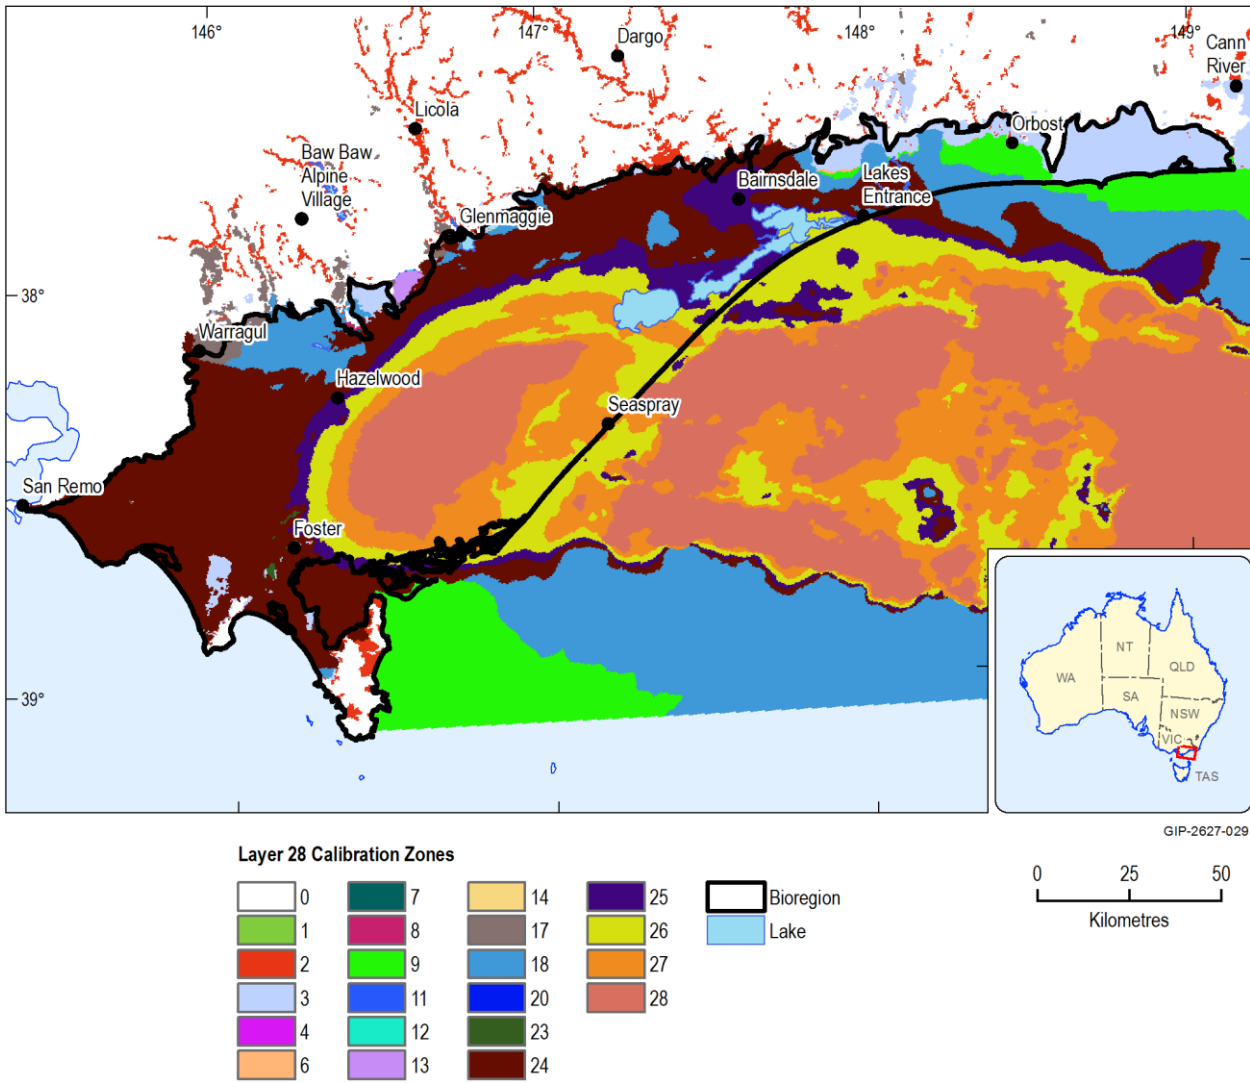 146°
147°
148°
149°
Dargo
Cann
River
Licola
Orbost
Baw Baw
Alpine
Village
Bairnsdale
Lakes
Entrance
Glenmaggie
38°
Warragul
Hazelwood
Seaspray
San Remo
Foster
39°
NT
QLD
WA
SA
NSW
VIC
TAS
GIP-2627-029
Layer 28 Calibration Zones
0
1
2
3
4
6
7
8
9
11
12
13
14
17
18
20
23
24
25
26
27
28
Bioregion
Lake
0 25 50
Kilometres